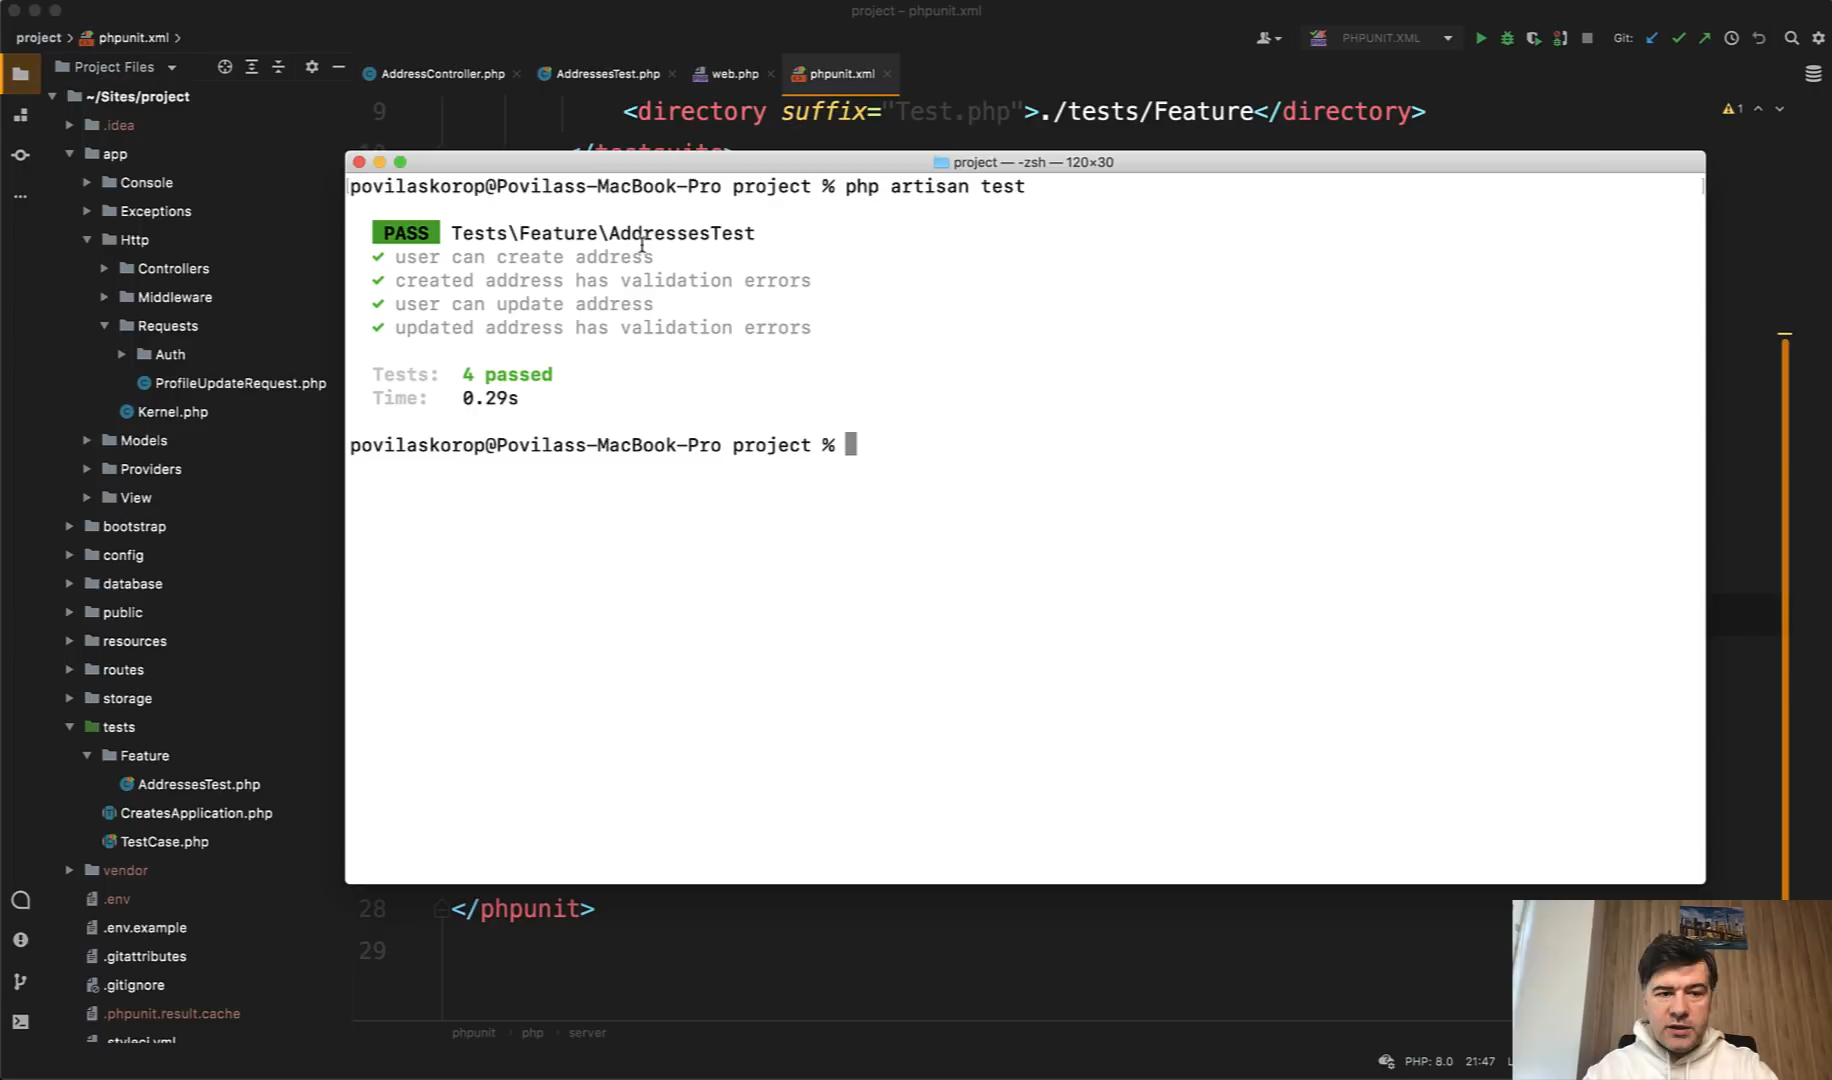 project – phpunit.xml
project > phpunit.xml >
PHPUNIT.XML
Git:
Project Files
AddressController.php
AddressesTest.php
web.php
phpunit.xml
~/Sites/project
.idea
app
Console
Exceptions
Http
Controllers
Middleware
Requests
Auth
ProfileUpdateRequest.php
Kernel.php
Models
Providers
View
bootstrap
config
database
public
resources
routes
storage
tests
Feature
AddressesTest.php
CreatesApplication.php
TestCase.php
vendor
.env
.env.example
.gitattributes
.gitignore
.phpunit.result.cache
9 <directory suffix="Test.php">./tests/Feature</directory>
1
project — -zsh — 120×30
povilaskorop@Povilass-MacBook-Pro project % php artisan test
PASS Tests\Feature\AddressesTest
✓ user can create address
✓ created address has validation errors
✓ user can update address
✓ updated address has validation errors
Tests: 4 passed
Time: 0.29s
povilaskorop@Povilass-MacBook-Pro project %
28 </phpunit>
29
phpunit > php > server
PHP: 8.0 21:47